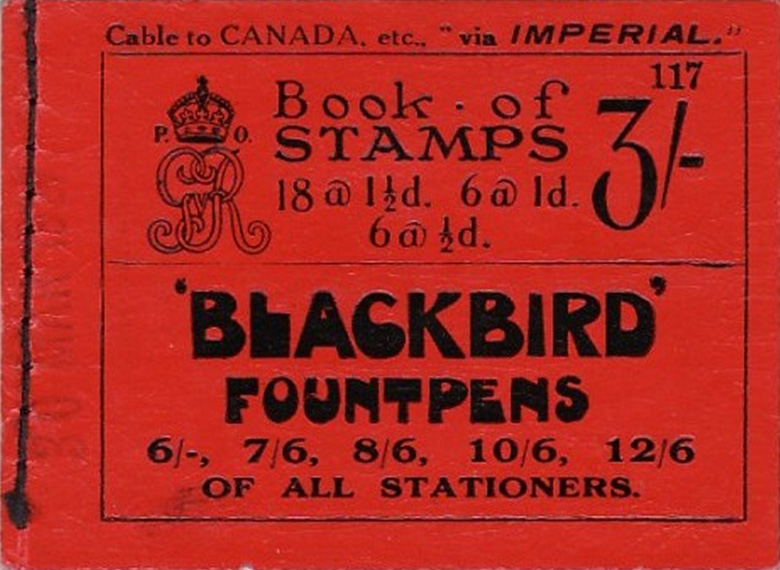 Cable to CANADA, etc., "via IMPERIAL."
117
Book · of
STAMPS
3/-
P. O.
GR
18 @ 1½d. 6 @ 1d.
6 @ ½d.
'BLACKBIRD'
FOUNTPENS
6/-, 7/6, 8/6, 10/6, 12/6
OF ALL STATIONERS.